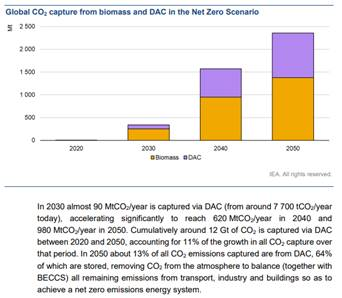 Global CO₂ capture from biomass and DAC in the Net Zero Scenario
Mt
2 500
2 000
1 500
1 000
500
0
2020
2030
2040
2050
Biomass DAC
IEA. All rights reserved.
In 2030 almost 90 MtCO₂/year is captured via DAC (from around 7 700 tCO₂/year
today), accelerating significantly to reach 620 MtCO₂/year in 2040 and
980 MtCO₂/year in 2050. Cumulatively around 12 Gt of CO₂ is captured via DAC
between 2020 and 2050, accounting for 11% of the growth in all CO₂ capture over
that period. In 2050 about 13% of all CO₂ emissions captured are from DAC, 64%
of which are stored, removing CO₂ from the atmosphere to balance (together with
BECCS) all remaining emissions from transport, industry and buildings so as to
achieve a net zero emissions energy system.